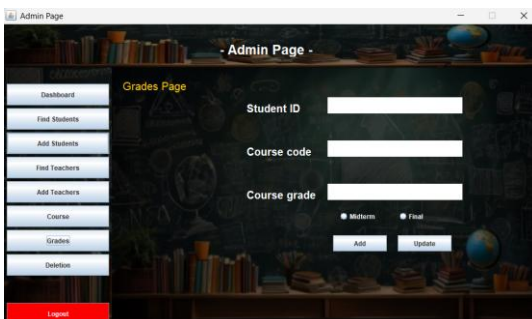 Admin Page
- Admin Page -
Grades Page
Dashboard
Find Students
Add Students
Find Teachers
Add Teachers
Course
Grades
Deletion
Logout
Student ID
Course code
Course grade
Midterm Final
Add Update